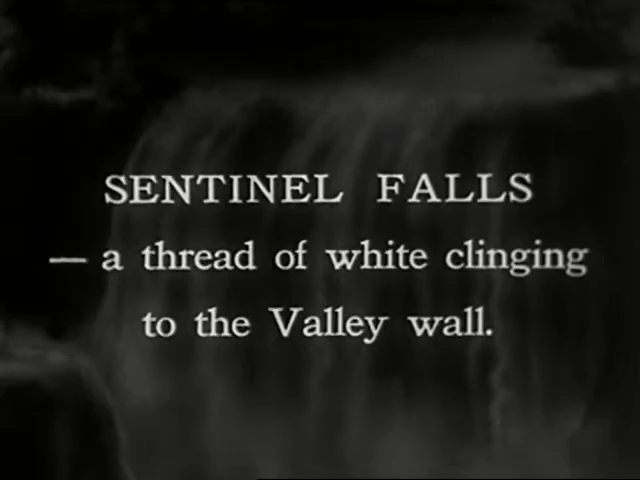 SENTINEL FALLS
— a thread of white clinging
to the Valley wall.